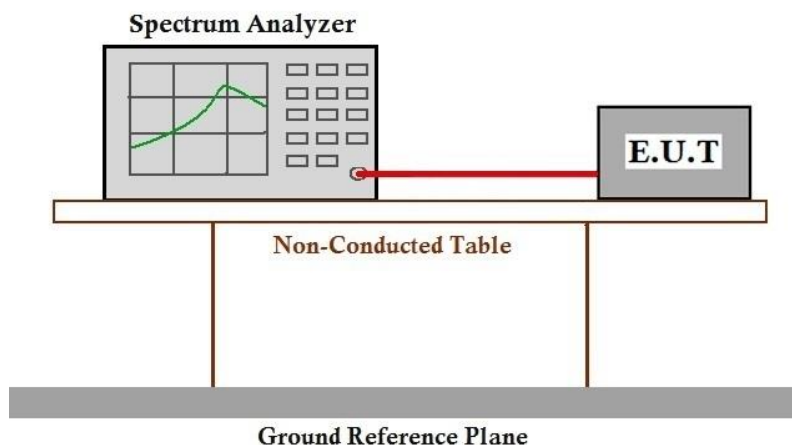 Spectrum Analyzer
E.U.T
Non-Conducted Table
Ground Reference Plane